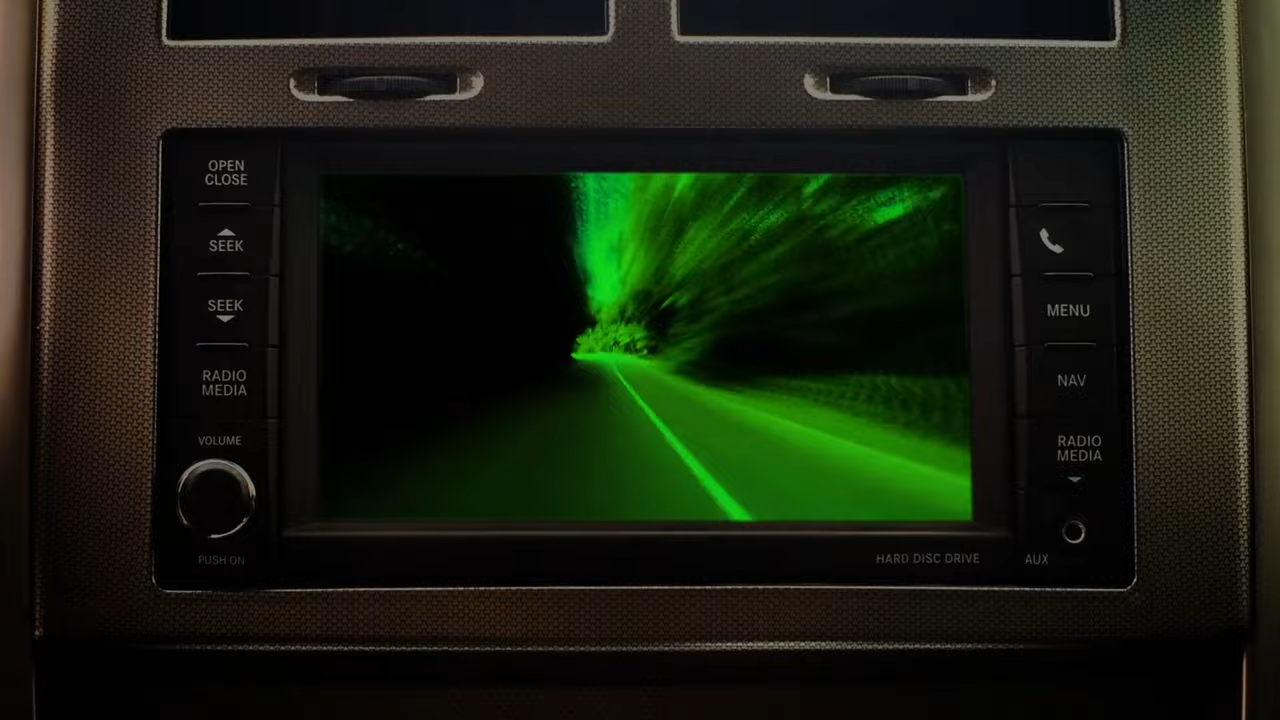 OPEN
CLOSE
SEEK
SEEK
RADIO
MEDIA
VOLUME
PUSH ON
MENU
NAV
RADIO
MEDIA
HARD DISC DRIVE
AUX